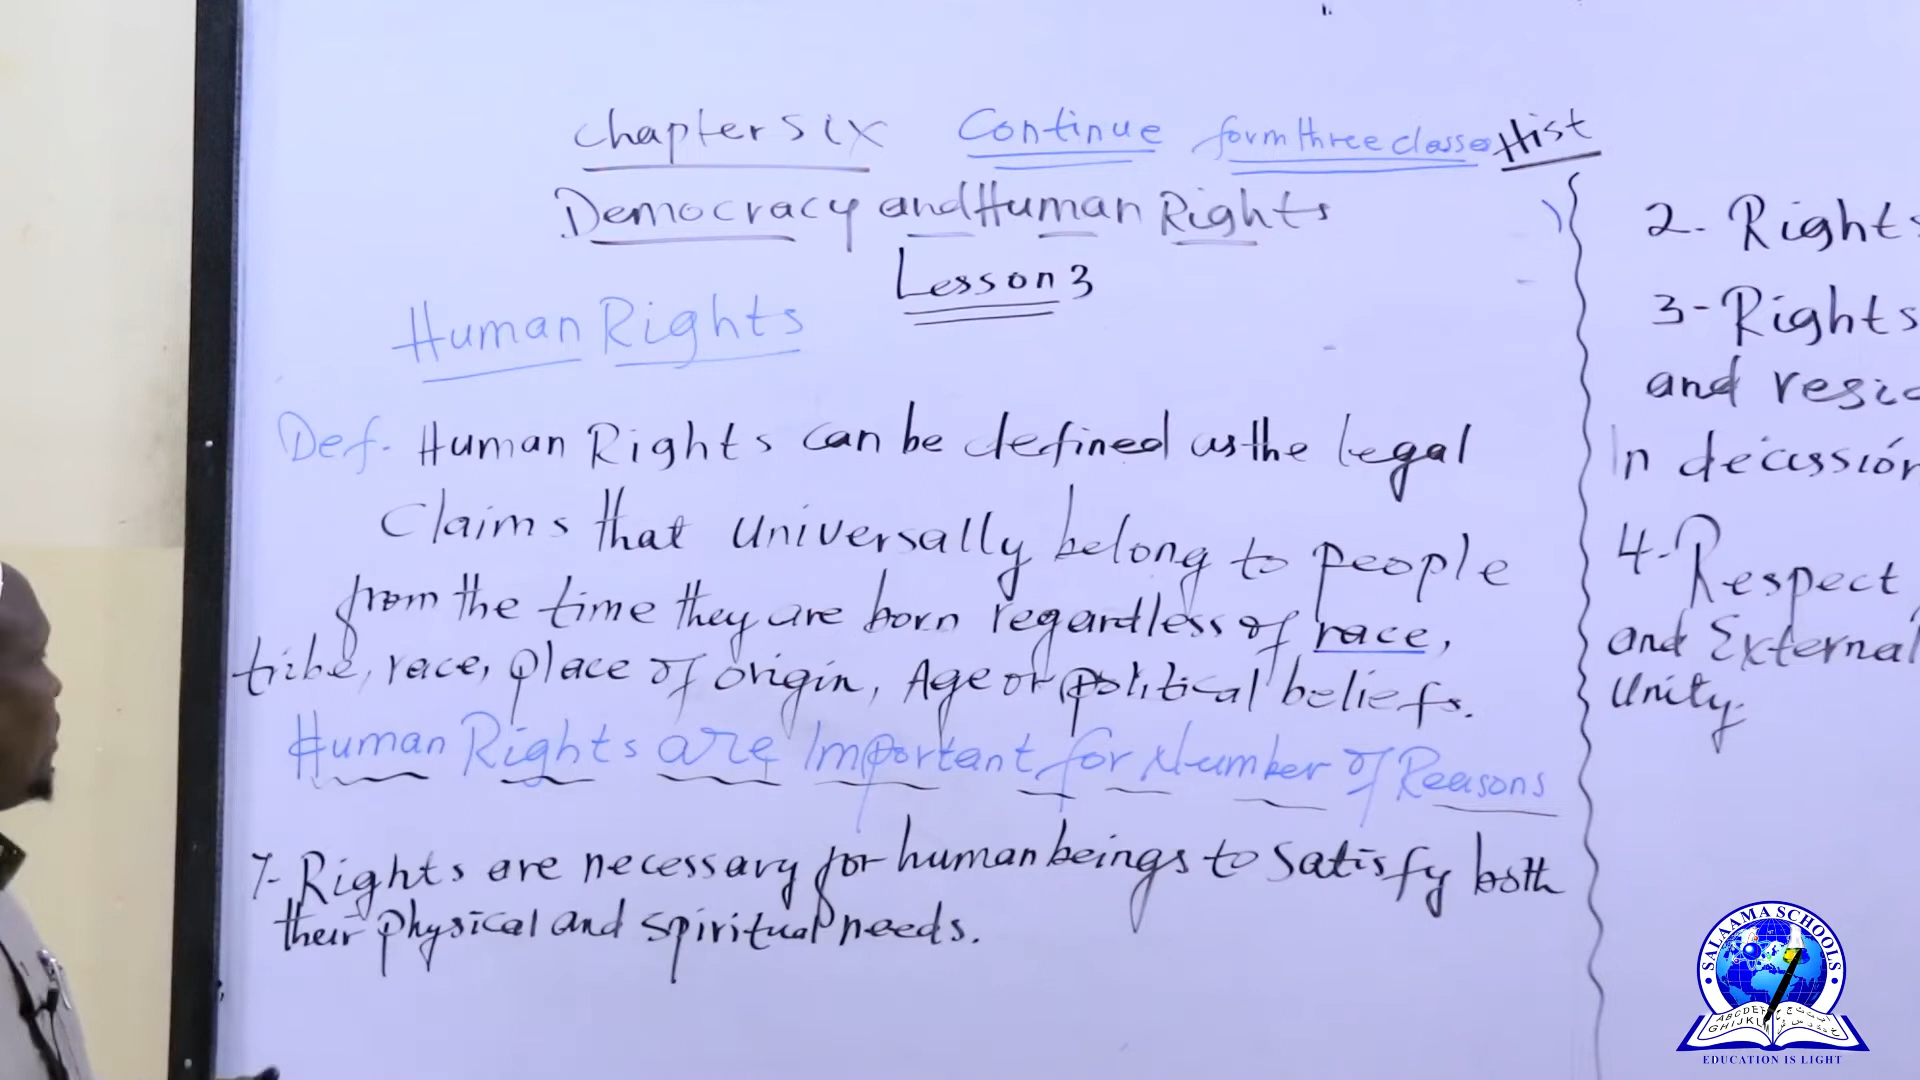 Chapter Six Continue form three classes Hist
Democracy and Human Rights
Lesson 3
Human Rights
Def. Human Rights can be defined as the legal
Claims that universally belong to people
from the time they are born regardless of race,
tribe, race, place of origin, Age or political beliefs.
Human Rights are Important for Number of Reasons
1- Rights are necessary for human beings to satisfy both
their physical and spiritual needs.
2. Rights
3- Rights
and resid
In decission
4. Respect
and External
unity.
SALAAMA SCHOOLS
EDUCATION IS LIGHT